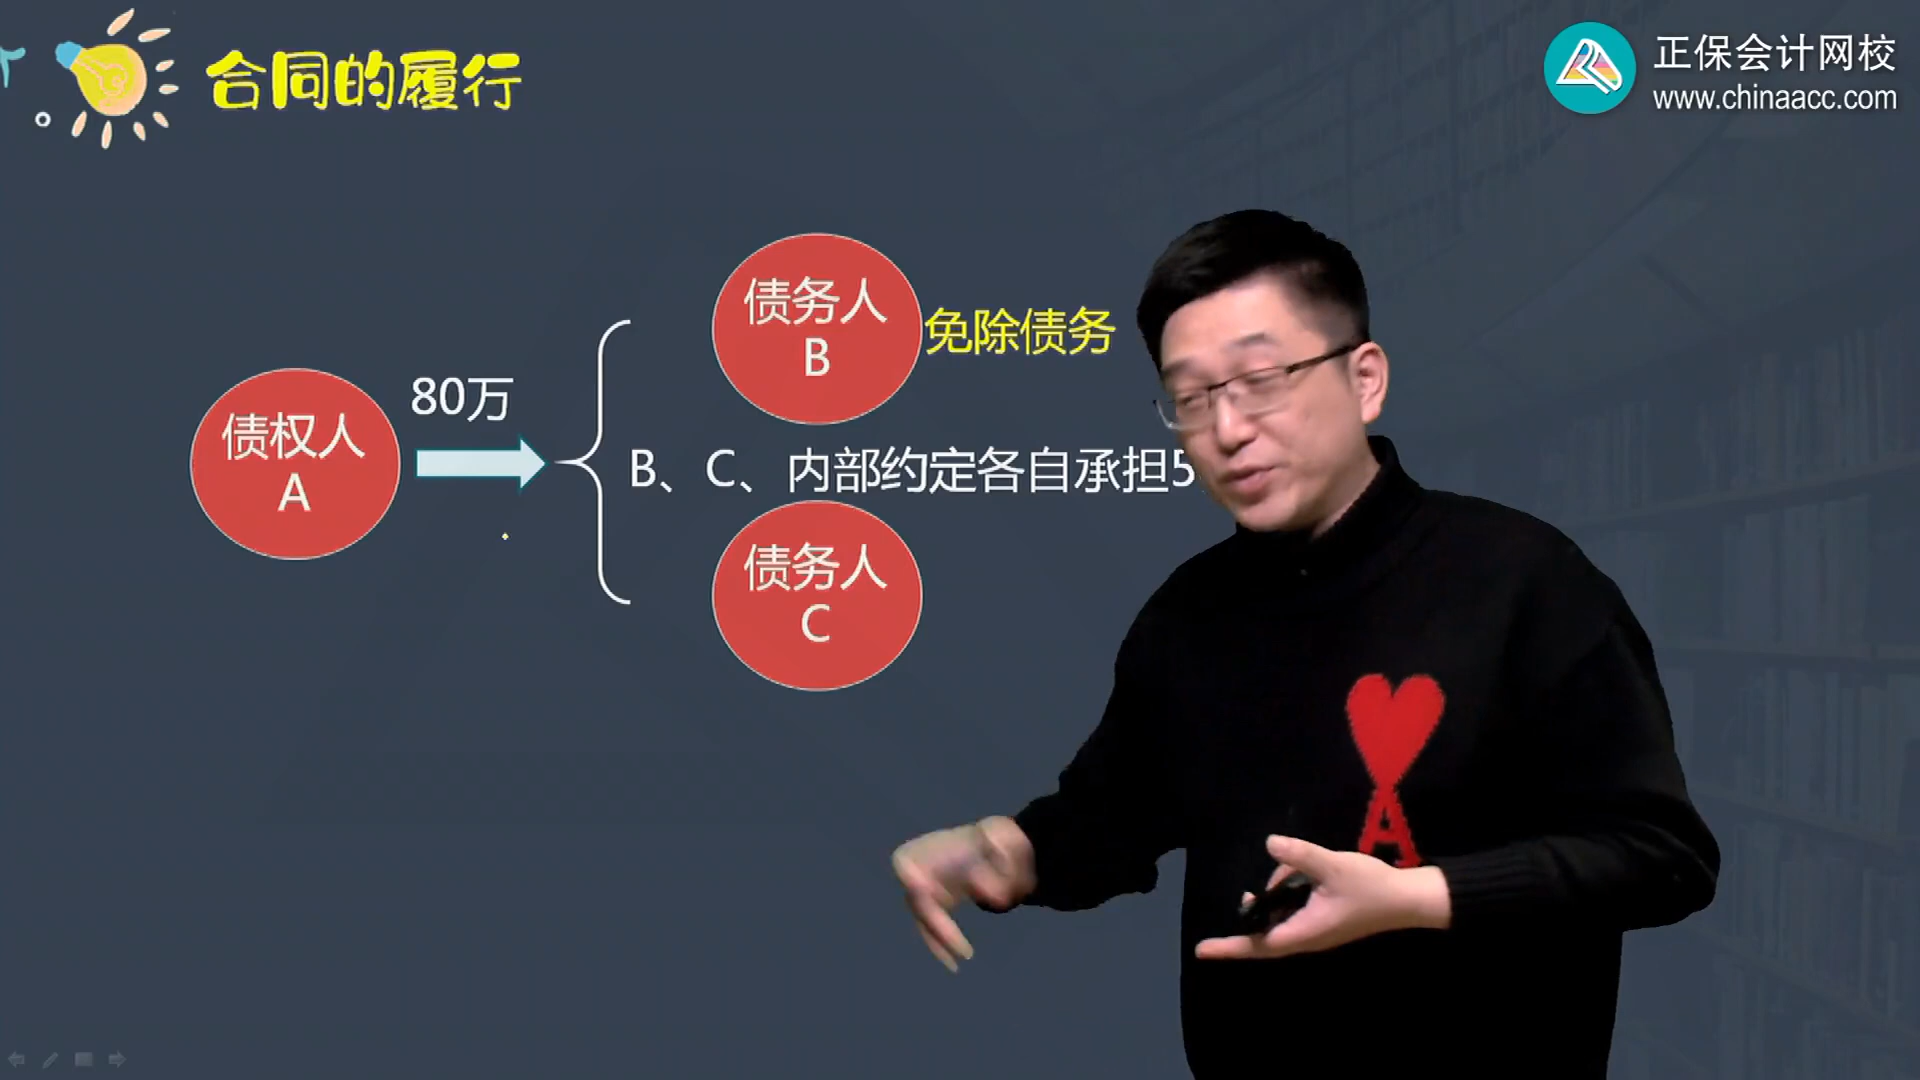 合同的履行
正保会计网校
www.chinaacc.com
债权人
A
80万
债务人
B
免除债务
B、C、内部约定各自承担5
债务人
C
A